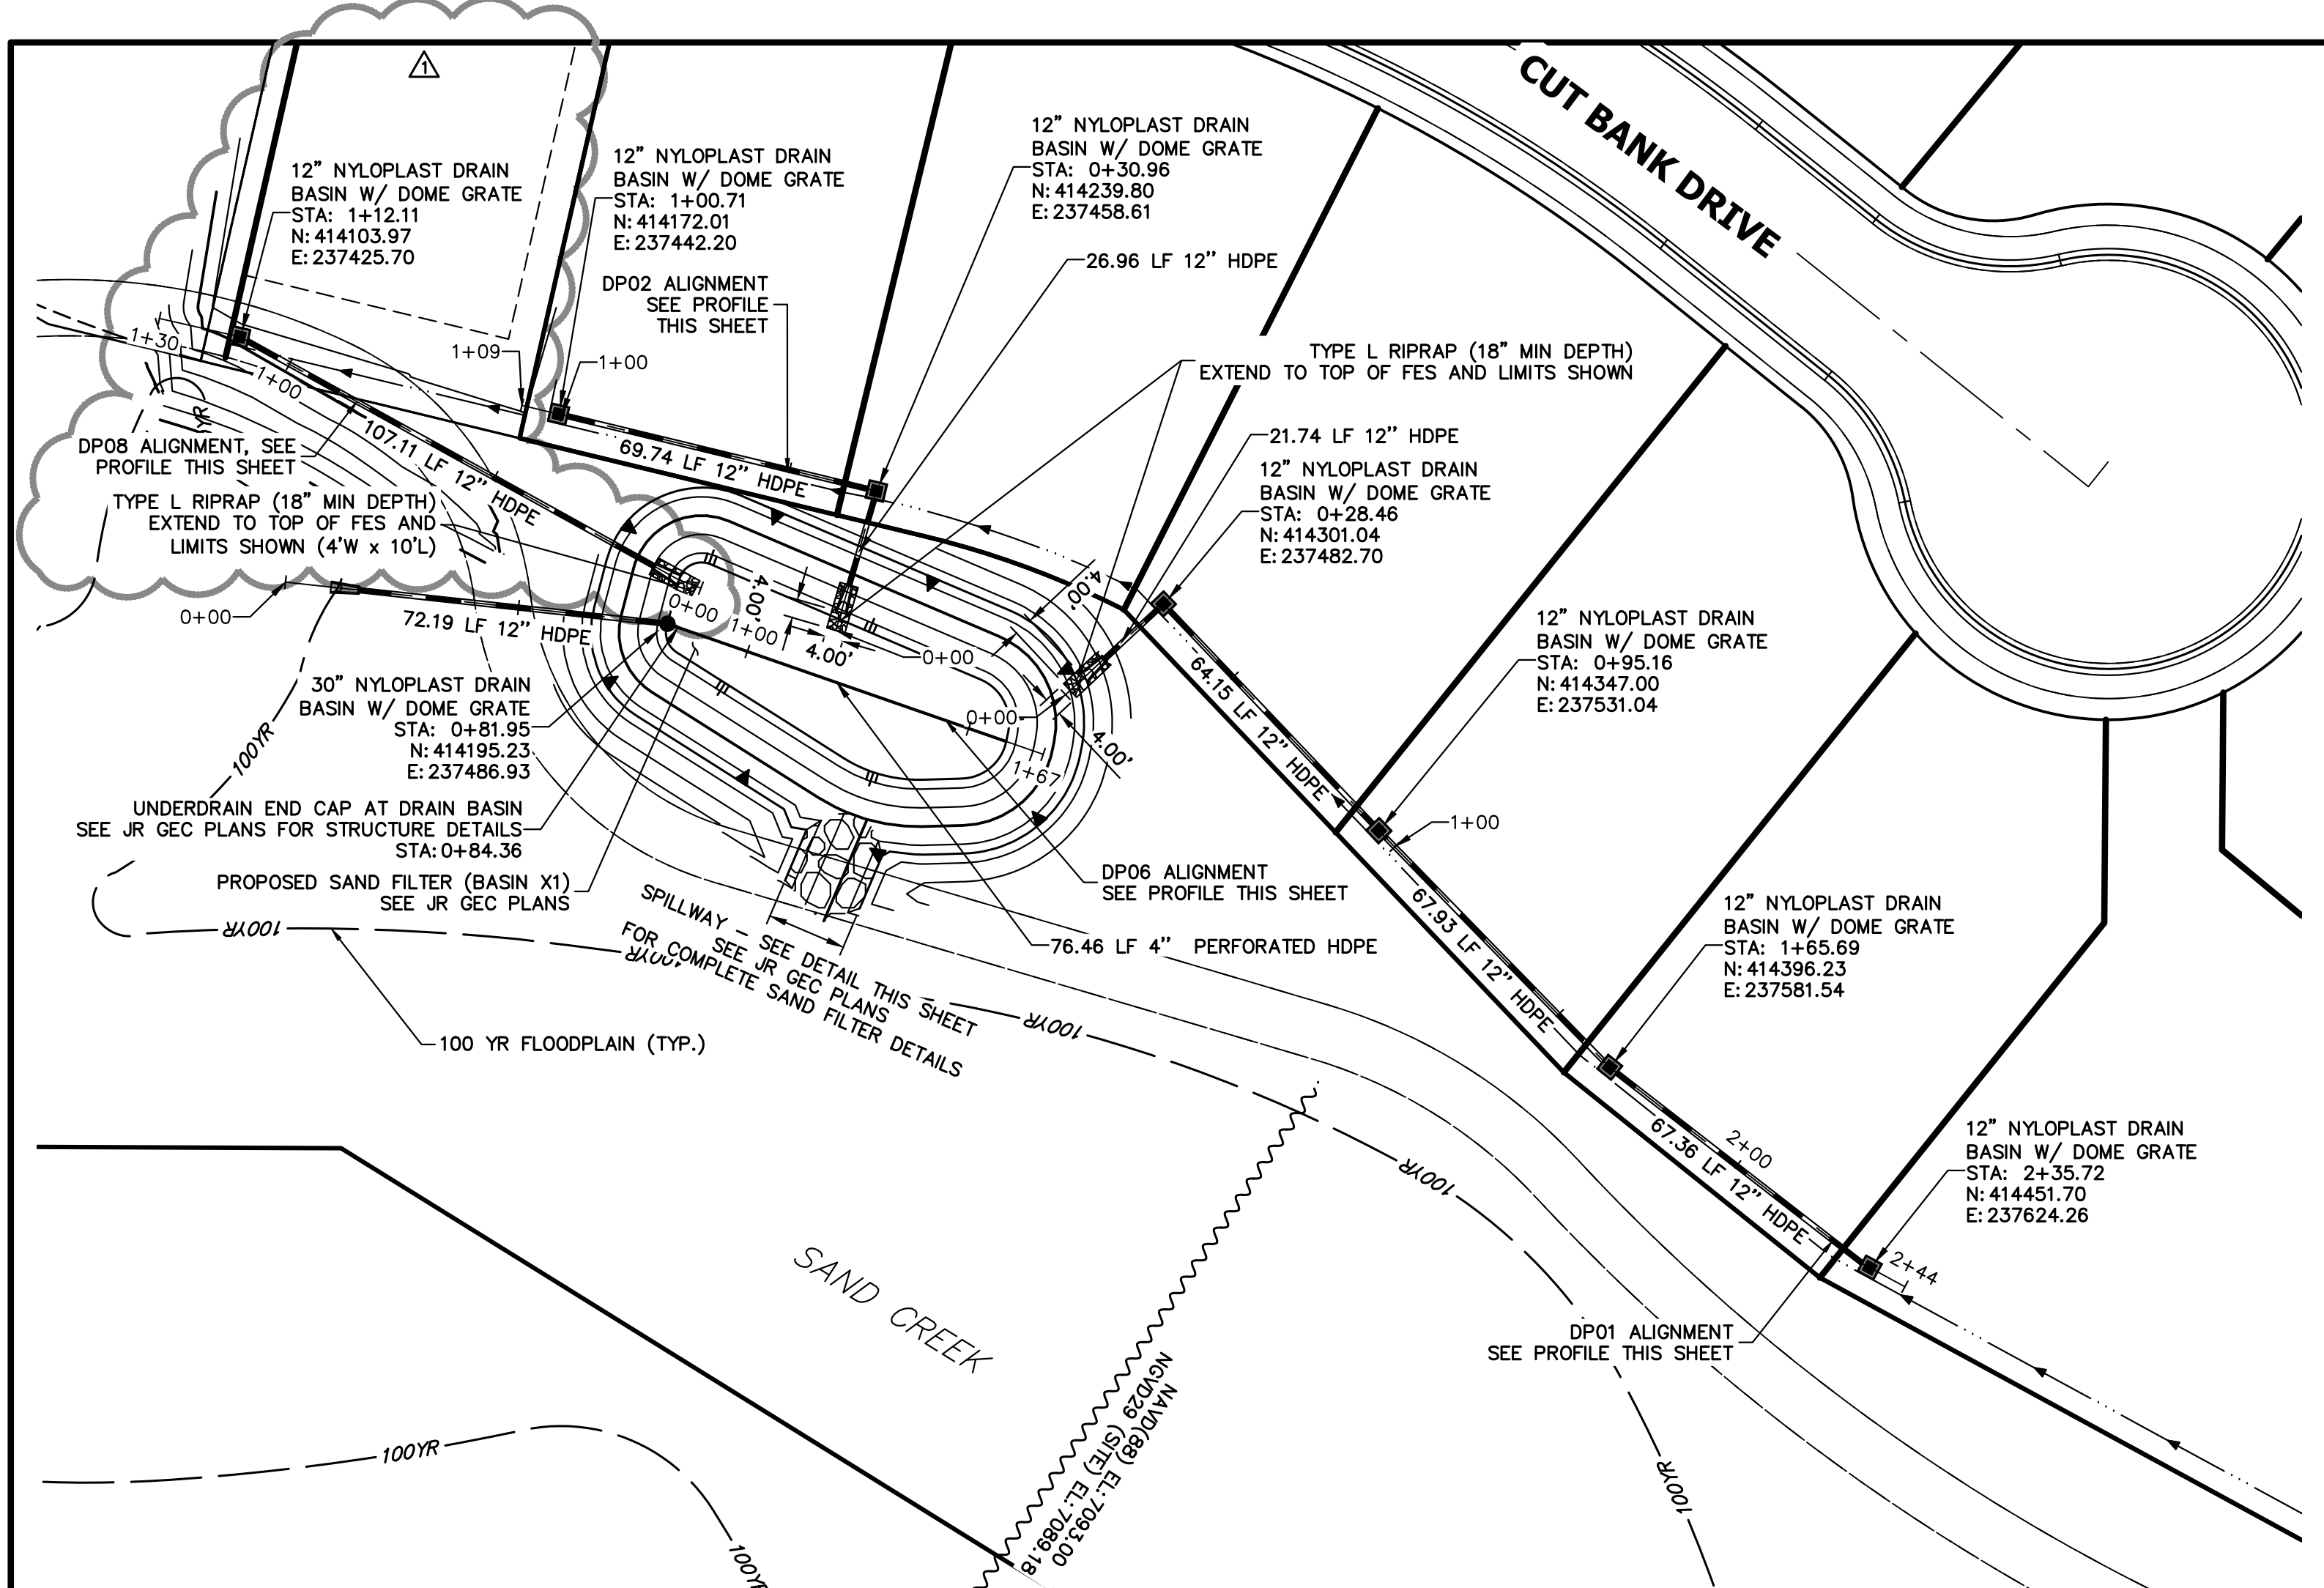 1
CUT BANK DRIVE
12" NYLOPLAST DRAIN
BASIN W/ DOME GRATE
STA: 1+12.11
N: 414103.97
E: 237425.70
12" NYLOPLAST DRAIN
BASIN W/ DOME GRATE
STA: 1+00.71
N: 414172.01
E: 237442.20
12" NYLOPLAST DRAIN
BASIN W/ DOME GRATE
STA: 0+30.96
N: 414239.80
E: 237458.61
26.96 LF 12" HDPE
DP02 ALIGNMENT
SEE PROFILE
THIS SHEET
1+30
1+00
1+09
1+00
TYPE L RIPRAP (18" MIN DEPTH)
EXTEND TO TOP OF FES AND LIMITS SHOWN
DP08 ALIGNMENT, SEE
PROFILE THIS SHEET
107.11 LF 12" HDPE
69.74 LF 12" HDPE
21.74 LF 12" HDPE
12" NYLOPLAST DRAIN
BASIN W/ DOME GRATE
STA: 0+28.46
N: 414301.04
E: 237482.70
TYPE L RIPRAP (18" MIN DEPTH)
EXTEND TO TOP OF FES AND
LIMITS SHOWN (4'W x 10'L)
0+00
72.19 LF 12" HDPE
0+00
1+00
4.00'
4.00'
0+00
4.00'
0+00
4.00'
1+67
64.15 LF 12" HDPE
12" NYLOPLAST DRAIN
BASIN W/ DOME GRATE
STA: 0+95.16
N: 414347.00
E: 237531.04
30" NYLOPLAST DRAIN
BASIN W/ DOME GRATE
STA: 0+81.95
N: 414195.23
E: 237486.93
100YR
UNDERDRAIN END CAP AT DRAIN BASIN
SEE JR GEC PLANS FOR STRUCTURE DETAILS
STA: 0+84.36
1+00
PROPOSED SAND FILTER (BASIN X1)
SEE JR GEC PLANS
DP06 ALIGNMENT
SEE PROFILE THIS SHEET
67.93 LF 12" HDPE
12" NYLOPLAST DRAIN
BASIN W/ DOME GRATE
STA: 1+65.69
N: 414396.23
E: 237581.54
100YR
SPILLWAY – SEE DETAIL THIS SHEET
SEE JR GEC PLANS
FOR COMPLETE SAND FILTER DETAILS
76.46 LF 4" PERFORATED HDPE
100YR
100 YR FLOODPLAIN (TYP.)
100YR
67.36 LF 12" HDPE
2+00
12" NYLOPLAST DRAIN
BASIN W/ DOME GRATE
STA: 2+35.72
N: 414451.70
E: 237624.26
2+44
SAND CREEK
DP01 ALIGNMENT
SEE PROFILE THIS SHEET
NAVD(88) EL: 7093.00
NGVD29 (SITE) EL: 7089.18
100YR
100YR
100YR